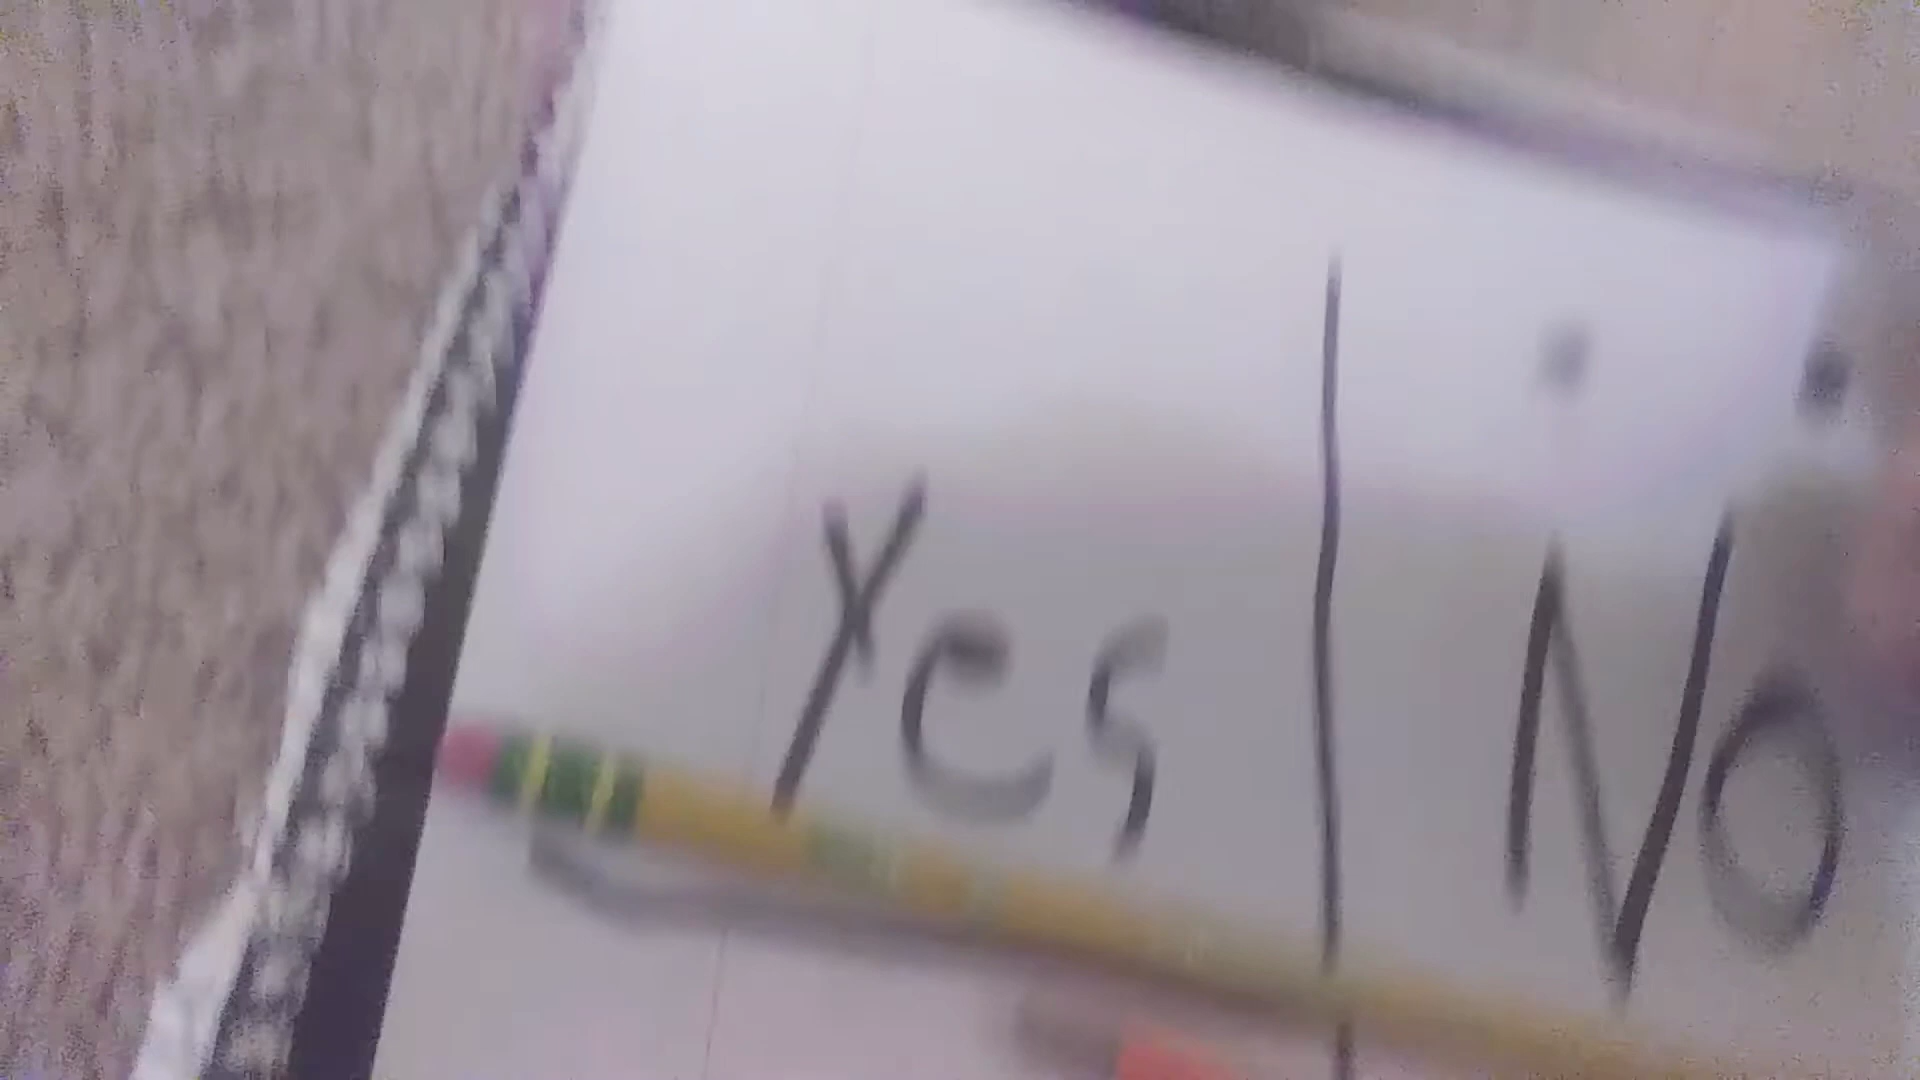 Yes | No